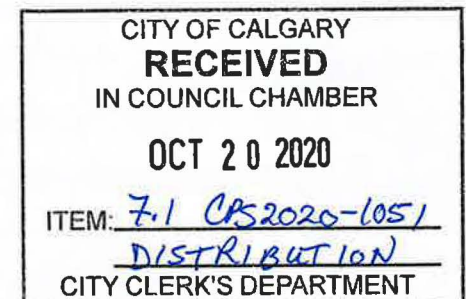 CITY OF CALGARY
RECEIVED
IN COUNCIL CHAMBER
OCT 20 2020
ITEM: 7.1 CPS2020-1051
DISTRIBUTION
CITY CLERK'S DEPARTMENT